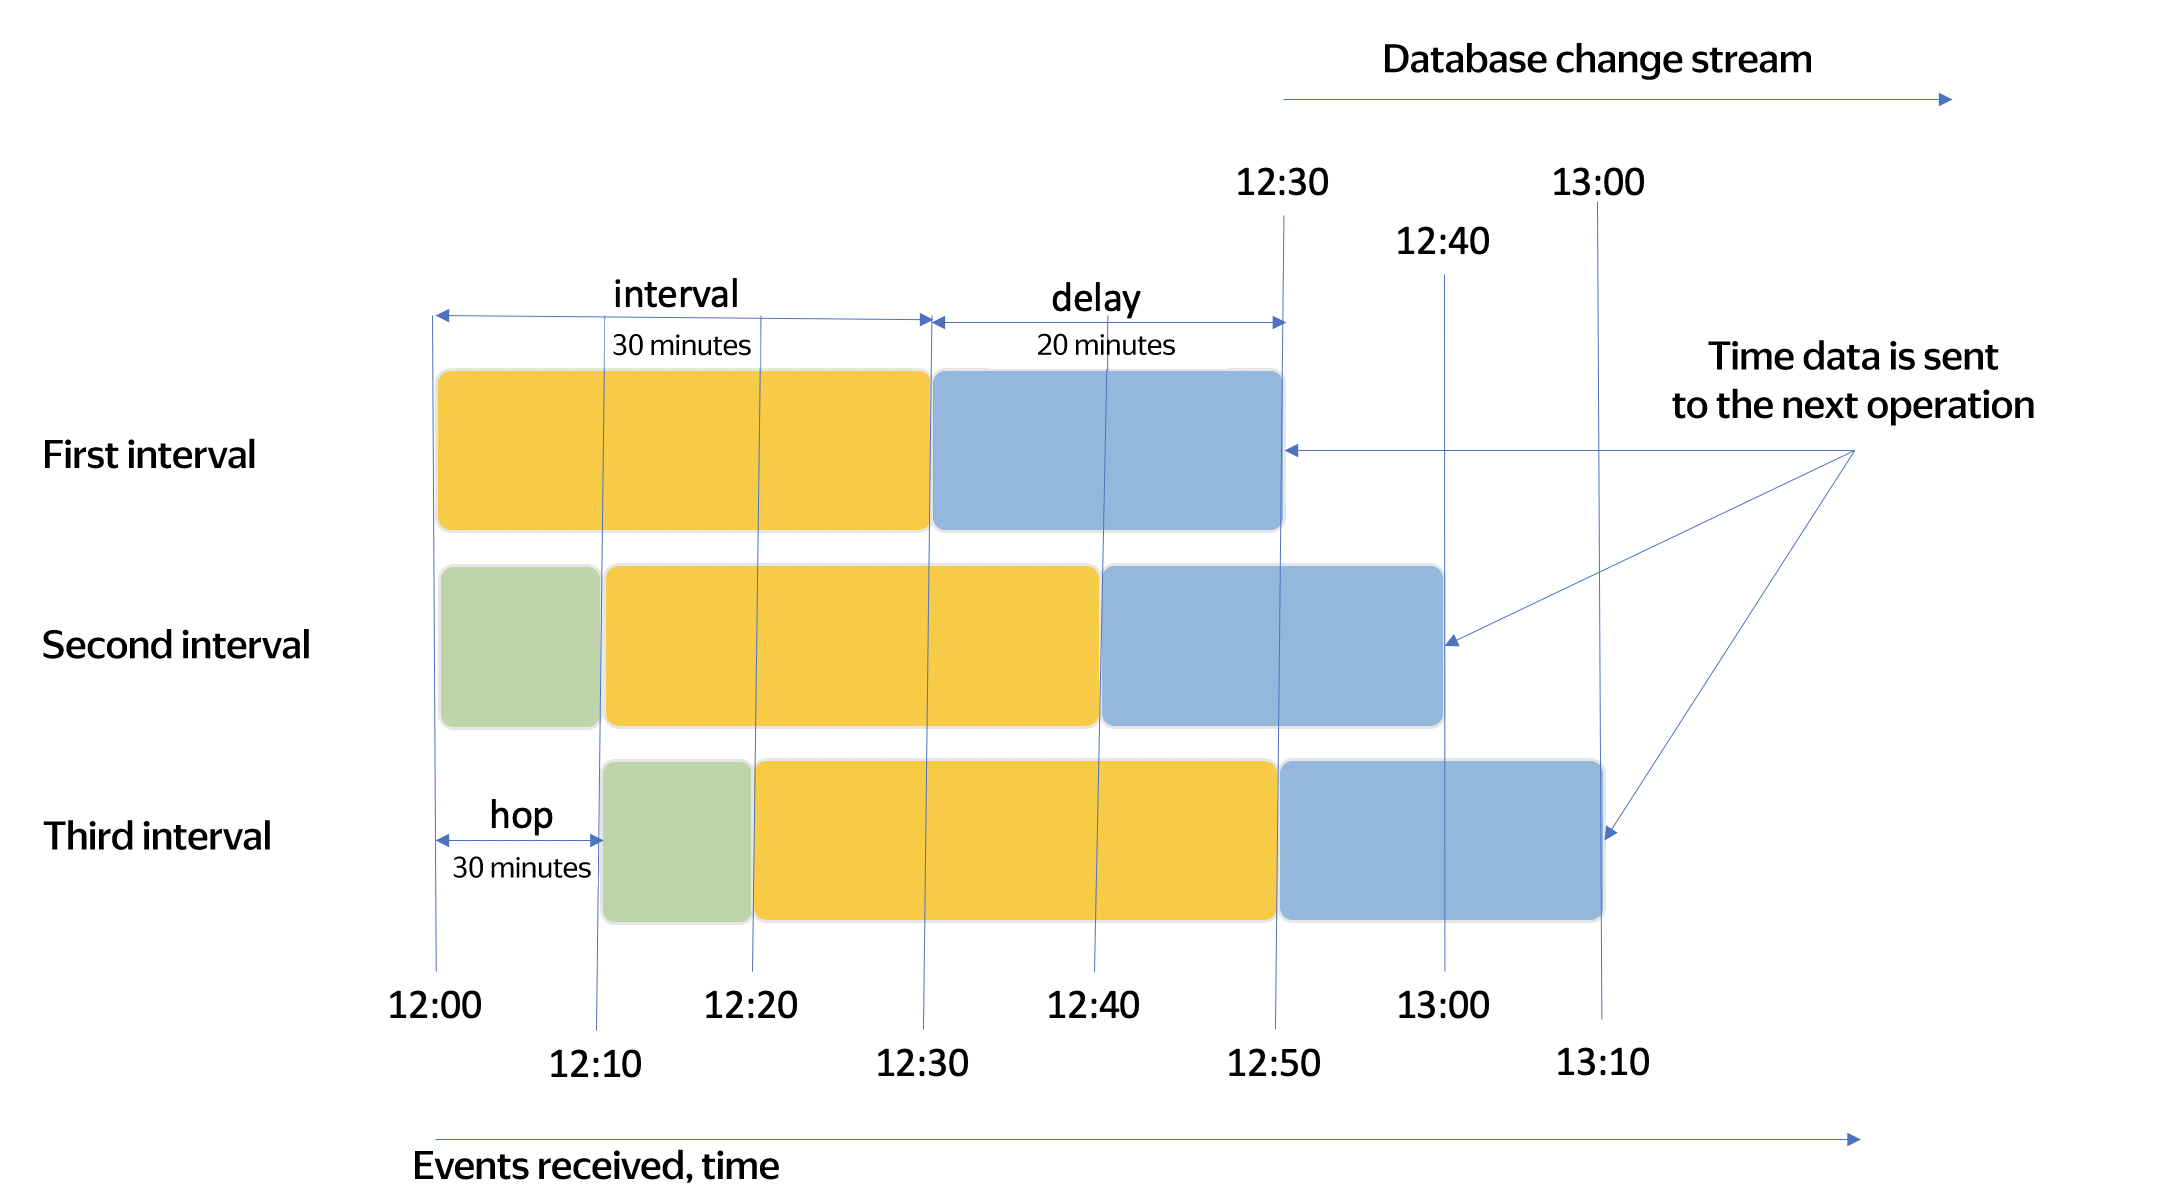 Database change stream
12:30
13:00
12:40
interval
delay
30 minutes
20 minutes
Time data is sent
to the next operation
First interval
Second interval
Third interval
hop
30 minutes
12:00
12:20
12:40
13:00
12:10
12:30
12:50
13:10
Events received, time